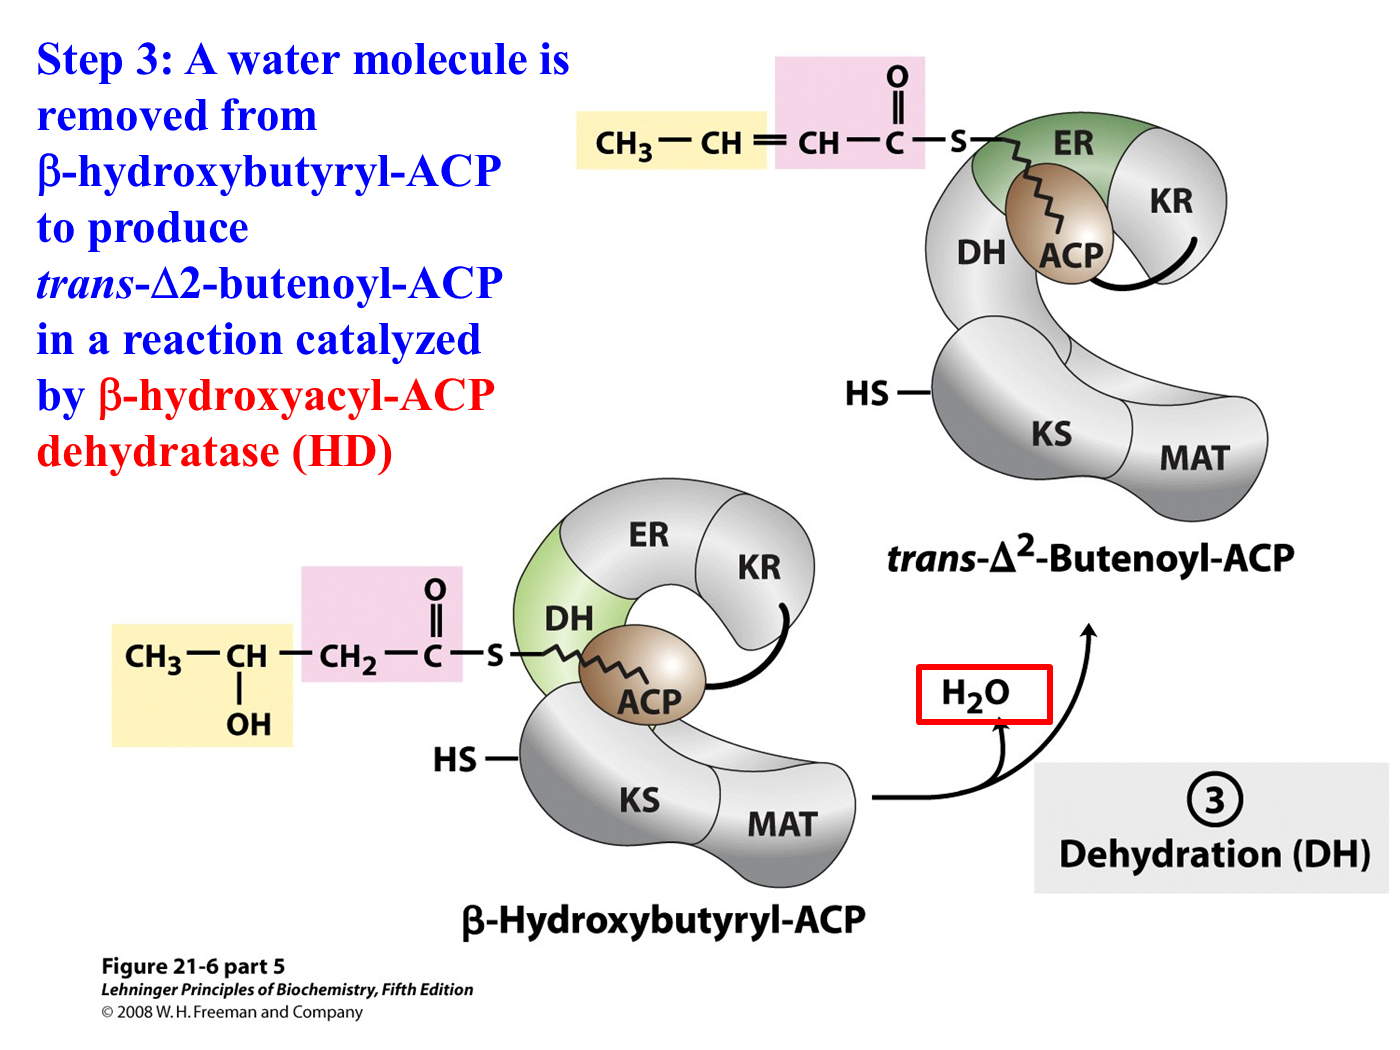 Step 3: A water molecule is
removed from
β-hydroxybutyryl-ACP
to produce
trans-Δ2-butenoyl-ACP
in a reaction catalyzed
by β-hydroxyacyl-ACP
dehydratase (HD)
O
CH3—CH=CH—C—S
ER
KR
DH
ACP
HS
KS
MAT
trans-Δ²-Butenoyl-ACP
ER
KR
DH
O
CH3—CH—CH2—C—S
OH
ACP
HS
KS
MAT
β-Hydroxybutyryl-ACP
H2O
3
Dehydration (DH)
Figure 21-6 part 5
Lehninger Principles of Biochemistry, Fifth Edition
© 2008 W. H. Freeman and Company